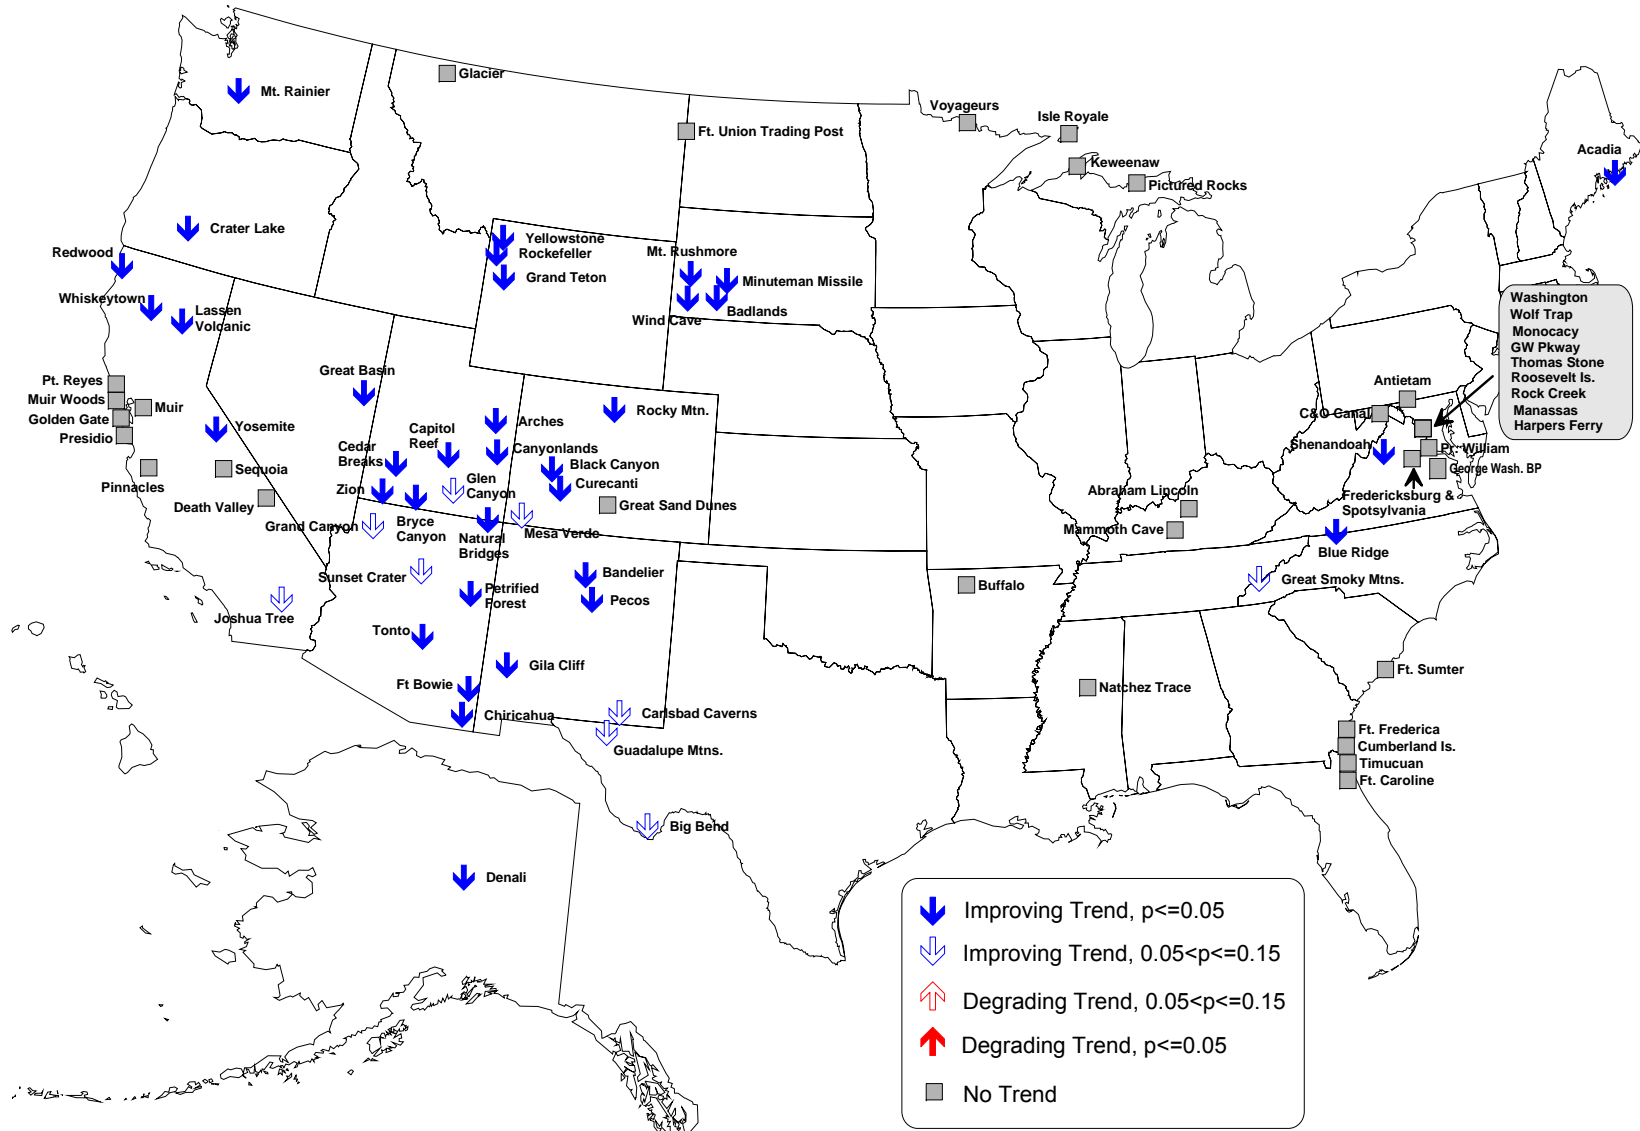 Glacier
Mt. Rainier
Voyageurs
Isle Royale
Ft. Union Trading Post
Acadia
Keewenaw
Pictured Rocks
Crater Lake
Redwood
Yellowstone
Rockefeller
Grand Teton
Mt. Rushmore
Minuteman Missile
Wind Cave
Badlands
Whiskeytown
Lassen
Volcanic
Washington
Wolf Trap
Monocacy
GW Pkway
Thomas Stone
Roosevelt Is.
Rock Creek
Manassas
Harpers Ferry
Great Basin
Pt. Reyes
Muir Woods
Muir
Golden Gate
Presidio
Yosemite
Rocky Mtn.
Arches
Antietam
C&O Canal
Capitol
Reef
Cedar
Breaks
Canyonlands
Black Canyon
Curecanti
Shenandoah
Pr. William
George Wash. BP
Sequoia
Pinnacles
Death Valley
Zion
Glen
Canyon
Great Sand Dunes
Abraham Lincoln
Fredericksburg &
Spotsylvania
Grand Canyon
Bryce
Canyon
Natural
Bridges
Mesa Verde
Mammoth Cave
Blue Ridge
Sunset Crater
Bandelier
Petrified
Forest
Pecos
Buffalo
Great Smoky Mtns.
Joshua Tree
Tonto
Gila Cliff
Ft Bowie
Chiricahua
Carlsbad Caverns
Guadalupe Mtns.
Natchez Trace
Ft. Sumter
Ft. Frederica
Cumberland Is.
Timucuan
Ft. Caroline
Big Bend
Denali
Improving Trend, p<=0.05
Improving Trend, 0.05<p<=0.15
Degrading Trend, 0.05<p<=0.15
Degrading Trend, p<=0.05
No Trend